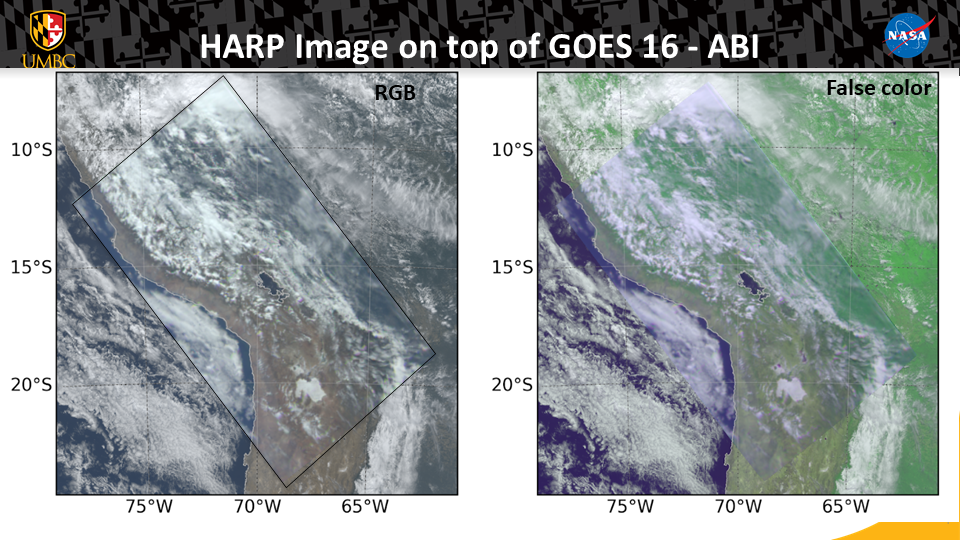 UMBC
HARP Image on top of GOES 16 - ABI
NASA
RGB
False color
10°S
15°S
20°S
75°W 70°W 65°W
10°S
15°S
20°S
75°W 70°W 65°W